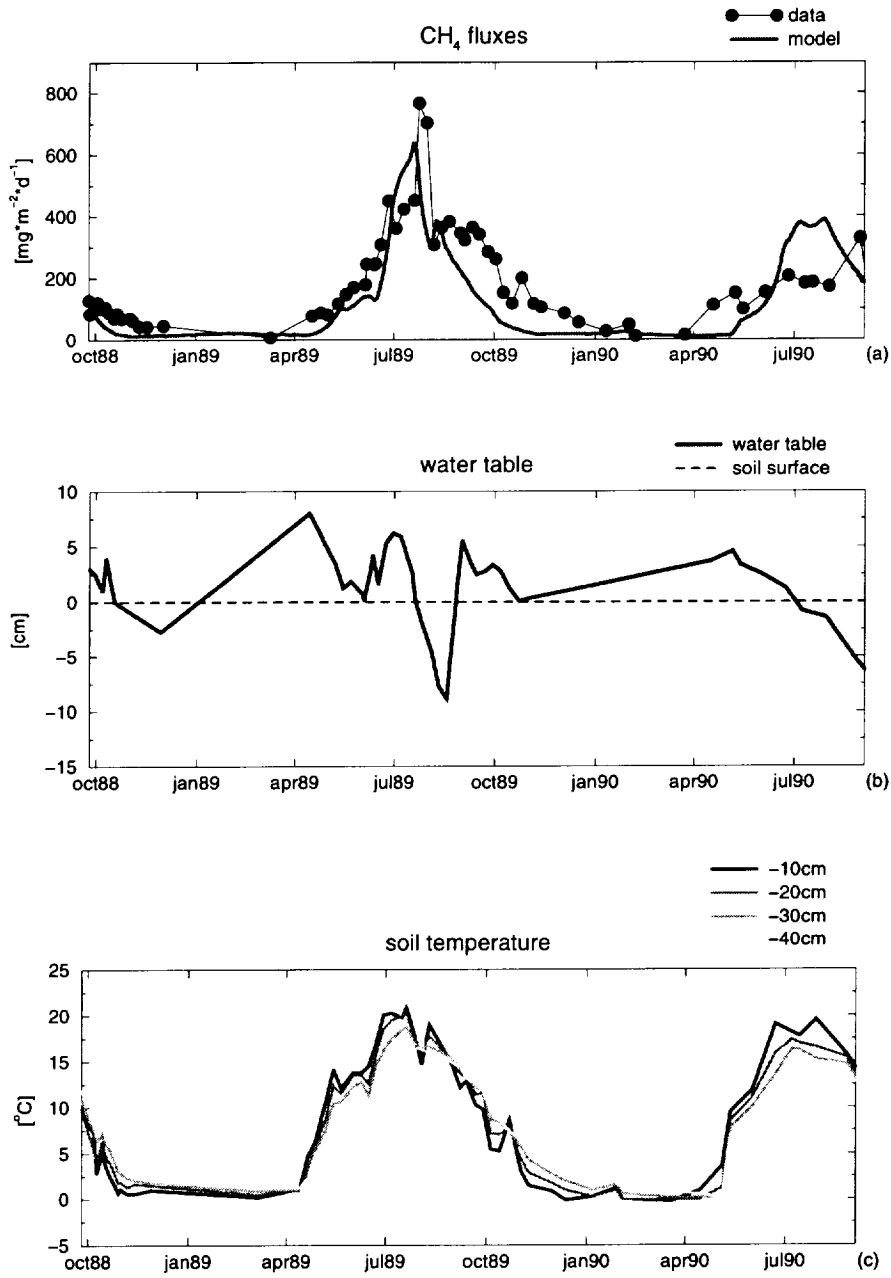 CH₄ fluxes
data
model
[mg*m⁻²*d⁻¹]
800
600
400
200
0
oct88 jan89 apr89 jul89 oct89 jan90 apr90 jul90 (a)
water table
water table
soil surface
[cm]
10
5
0
−5
−10
−15
oct88 jan89 apr89 jul89 oct89 jan90 apr90 jul90 (b)
−10cm
−20cm
−30cm
−40cm
soil temperature
[°C]
25
20
15
10
5
0
−5
oct88 jan89 apr89 jul89 oct89 jan90 apr90 jul90 (c)